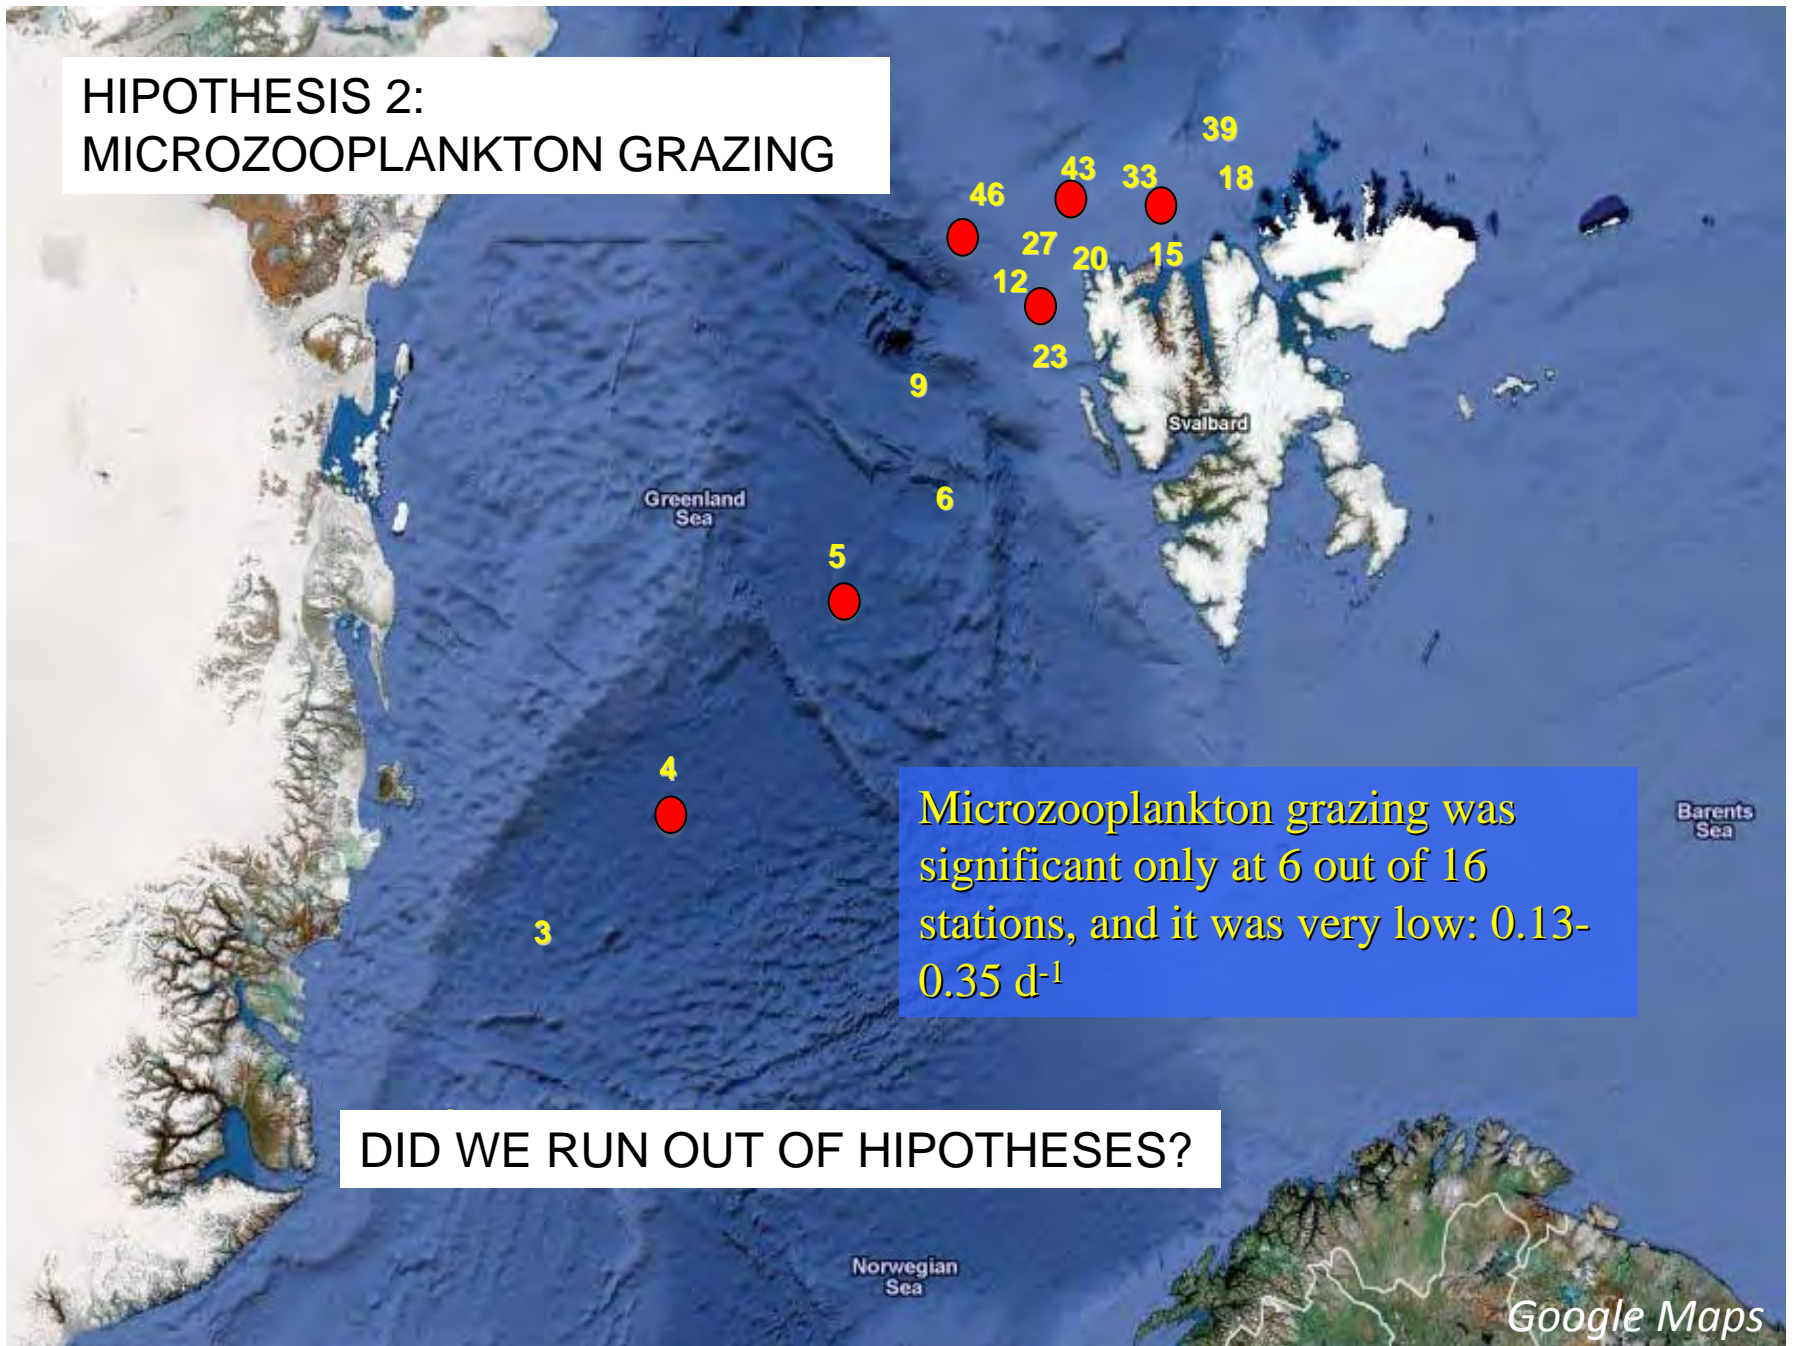 HIPOTHESIS 2:
MICROZOOPLANKTON GRAZING
39
43
33
18
46
27
20
15
12
23
9
Svalbard
6
Greenland
Sea
5
4
Microzooplankton grazing was
significant only at 6 out of 16
stations, and it was very low: 0.13-
0.35 d-1
Barents
Sea
3
DID WE RUN OUT OF HIPOTHESES?
Norwegian
Sea
Google Maps